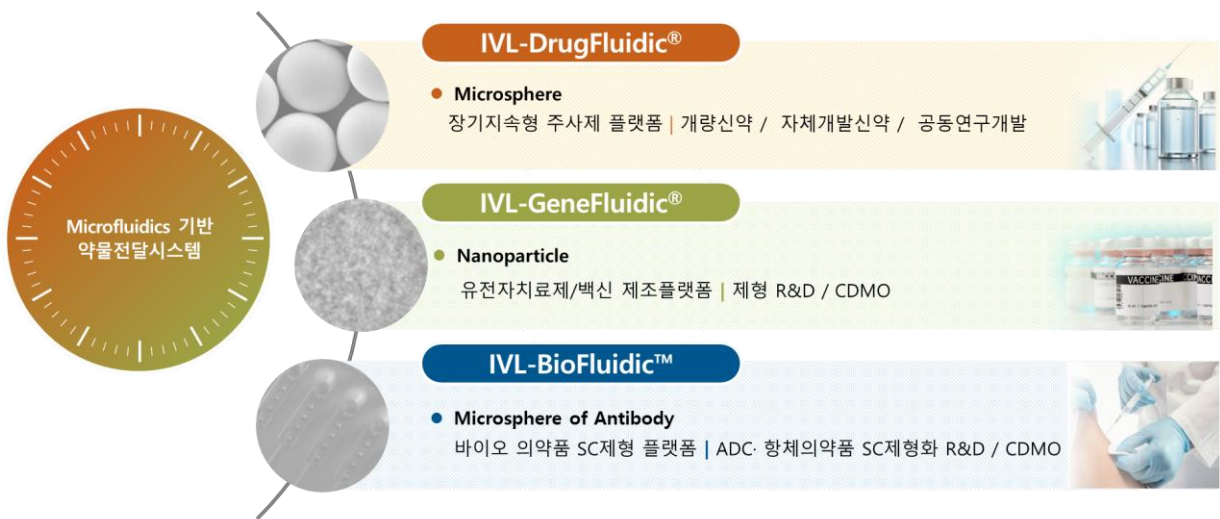 Microfluidics 기반
약물전달시스템
IVL-DrugFluidic®
Microsphere
장기지속형 주사제 플랫폼 | 개량신약 / 자체개발신약 / 공동연구개발
IVL-GeneFluidic®
Nanoparticle
유전자치료제/백신 제조플랫폼 | 제형 R&D / CDMO
VACCINE
IVL-BioFluidic™
Microsphere of Antibody
바이오 의약품 SC제형 플랫폼 | ADC· 항체의약품 SC제형화 R&D / CDMO